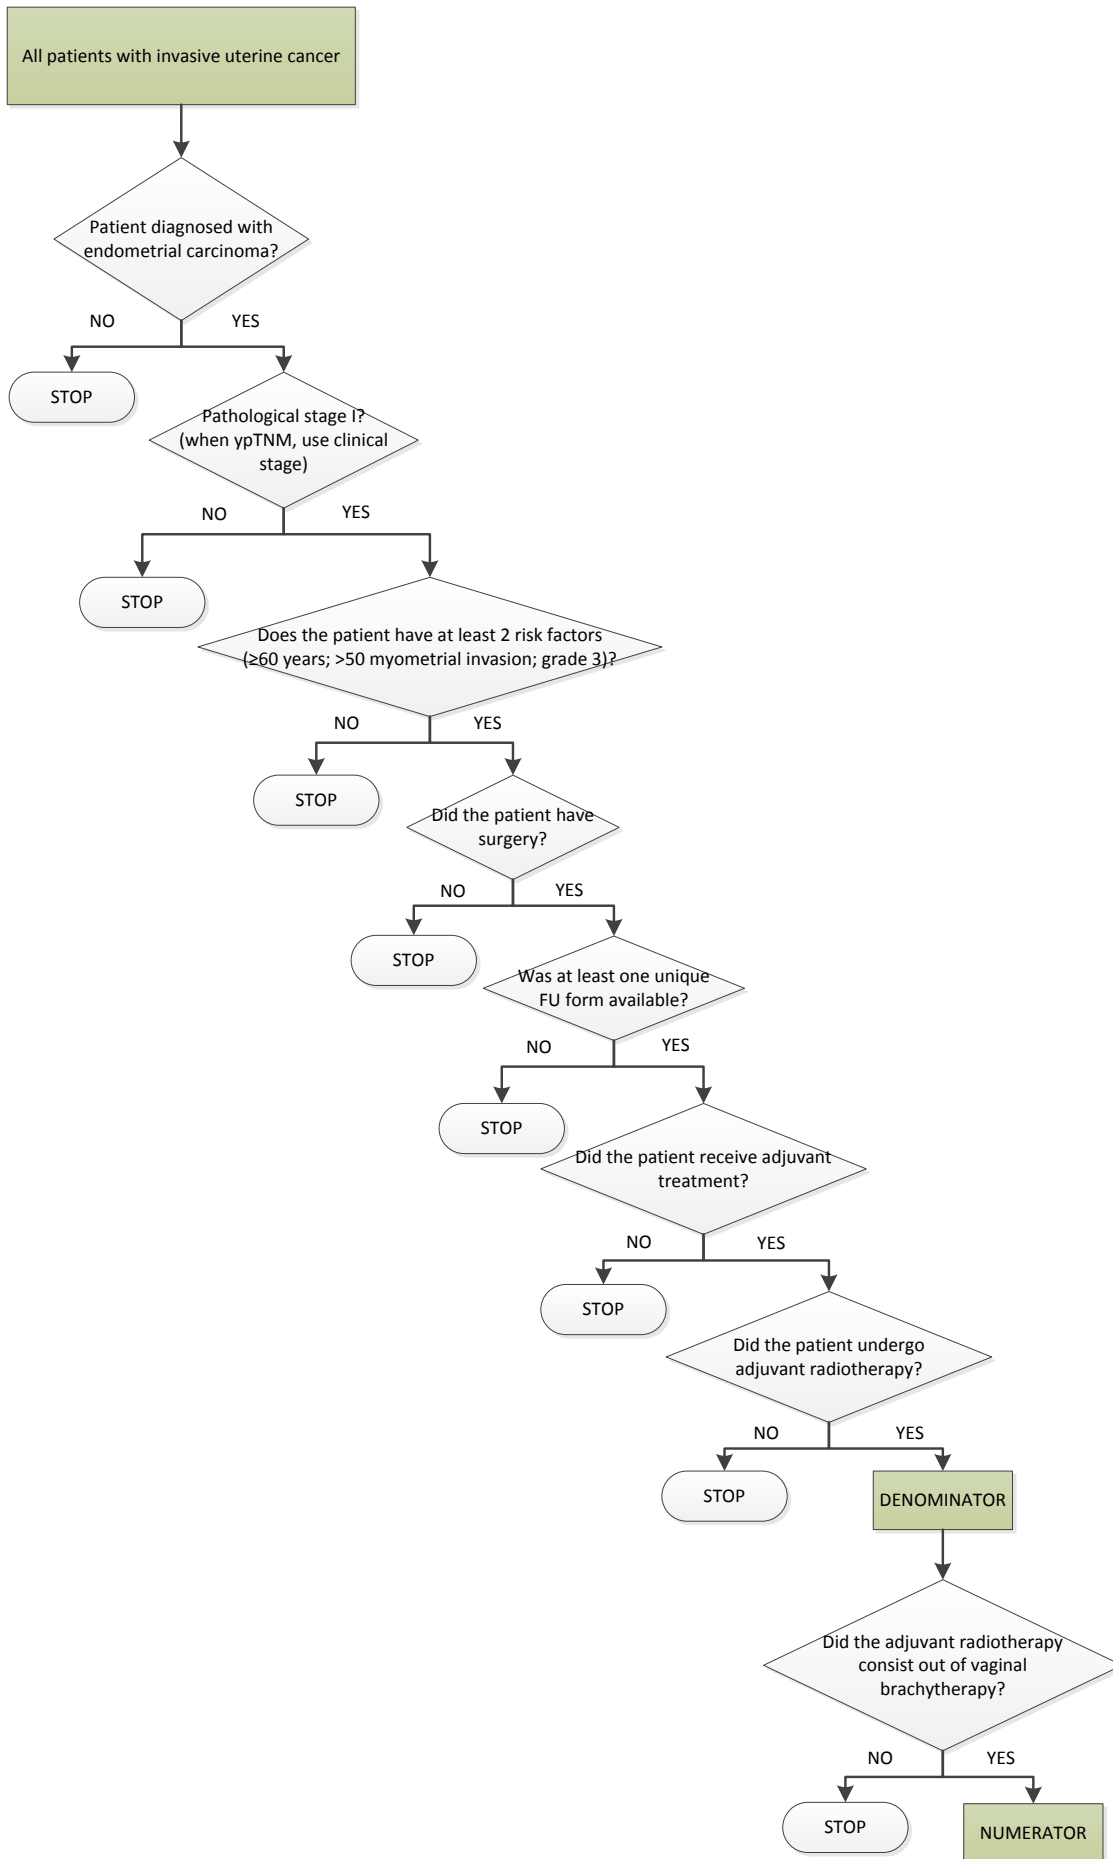 All patients with invasive uterine cancer
Patient diagnosed with
endometrial carcinoma?
NO
YES
STOP
Pathological stage I?
(when ypTNM, use clinical
stage)
NO
YES
STOP
Does the patient have at least 2 risk factors
(≥60 years; >50 myometrial invasion; grade 3)?
NO
YES
STOP
Did the patient have
surgery?
NO
YES
STOP
Was at least one unique
FU form available?
NO
YES
STOP
Did the patient receive adjuvant
treatment?
NO
YES
STOP
Did the patient undergo
adjuvant radiotherapy?
NO
YES
STOP
DENOMINATOR
Did the adjuvant radiotherapy
consist out of vaginal
brachytherapy?
NO
YES
STOP
NUMERATOR